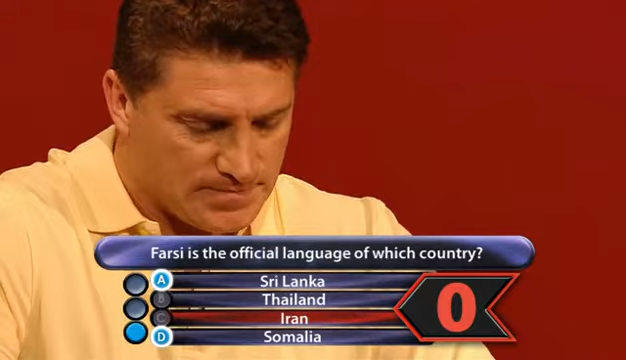 Farsi is the official language of which country?
A Sri Lanka
B Thailand
C Iran
D Somalia
0